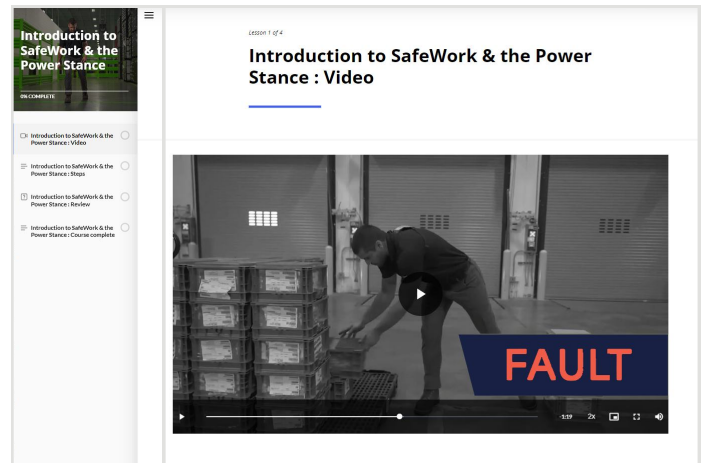 Introduction to
SafeWork & the
Power Stance
0% COMPLETE
Introduction to SafeWork & the
Power Stance : Video
Introduction to SafeWork & the
Power Stance : Steps
Introduction to SafeWork & the
Power Stance : Review
Introduction to SafeWork & the
Power Stance : Course complete
Lesson 1 of 4
Introduction to SafeWork & the Power
Stance : Video
FAULT
-1:19
2x